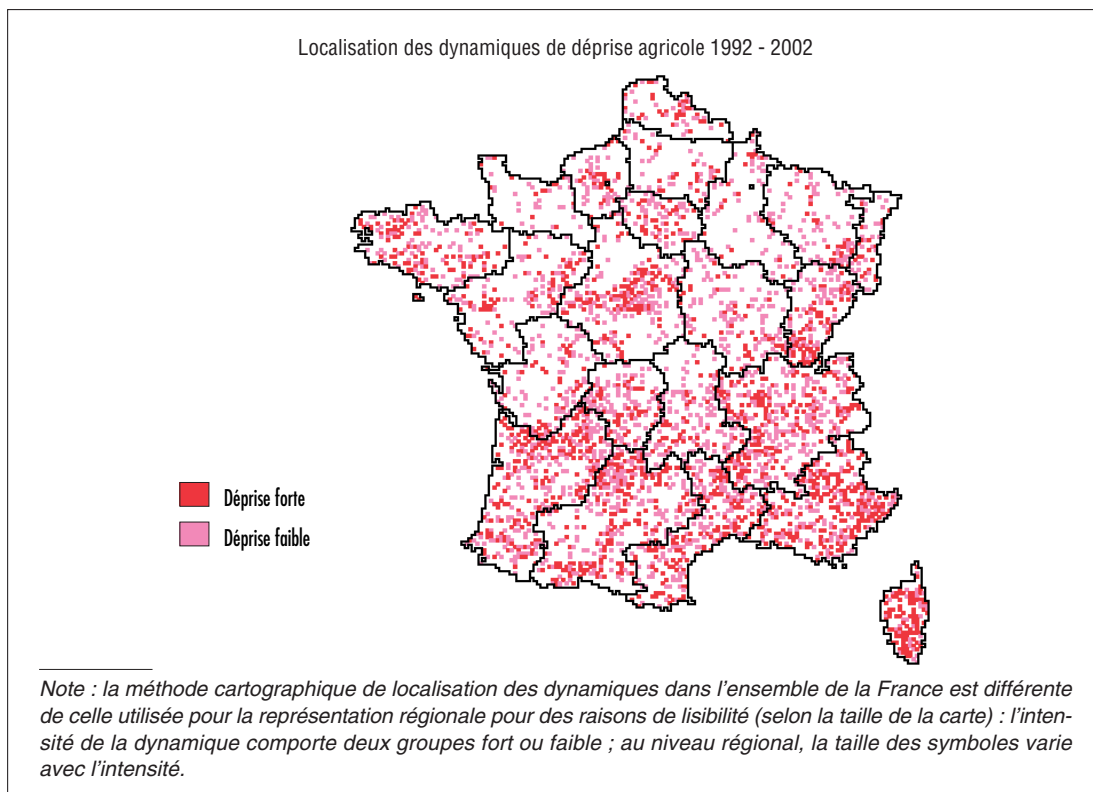 Localisation des dynamiques de déprise agricole 1992 - 2002
Déprise forte
Déprise faible
Note : la méthode cartographique de localisation des dynamiques dans l'ensemble de la France est différente
de celle utilisée pour la représentation régionale pour des raisons de lisibilité (selon la taille de la carte) : l'inten-
sité de la dynamique comporte deux groupes fort ou faible ; au niveau régional, la taille des symboles varie
avec l'intensité.